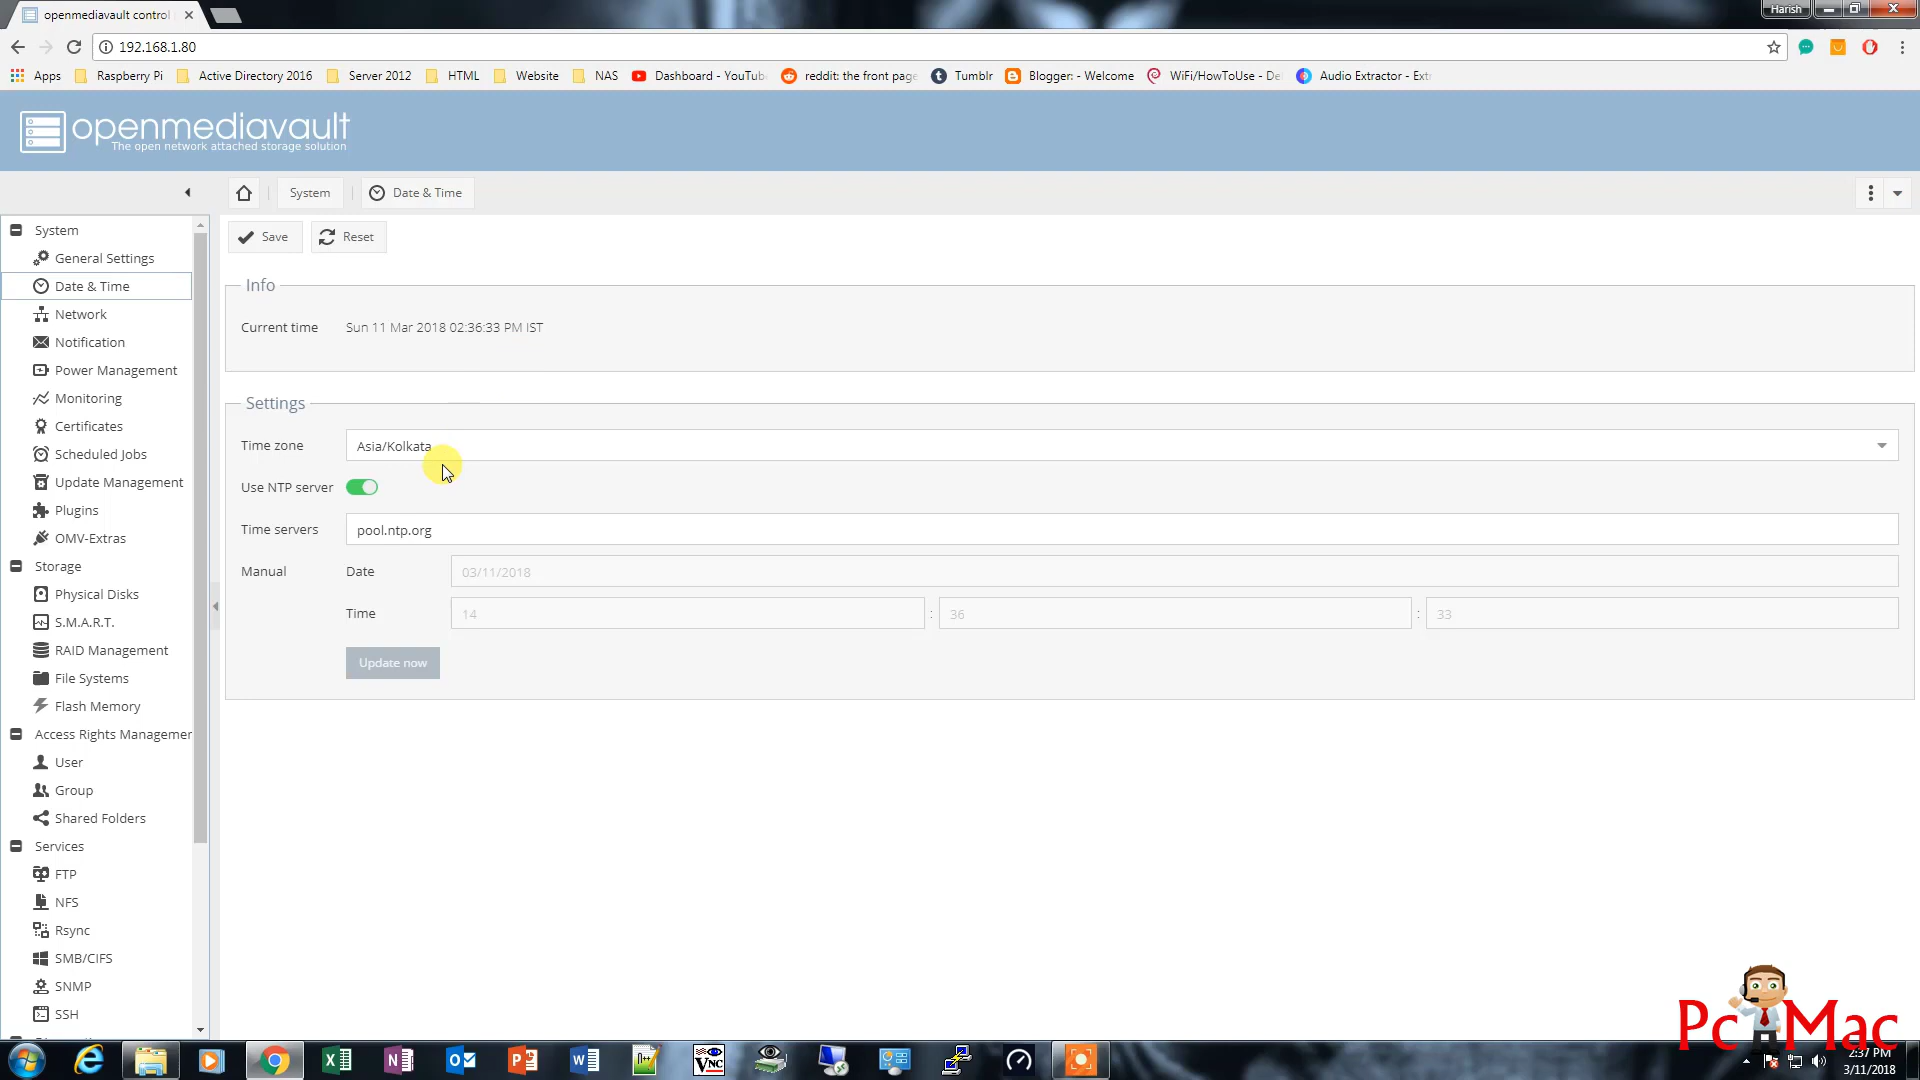 openmediavault control
Harish
192.168.1.80
Apps Raspberry Pi Active Directory 2016 Server 2012 HTML Website NAS Dashboard - YouTub reddit: the front page Tumblr Blogger: - Welcome WiFi/HowToUse - De Audio Extractor - Extr
openmediavault
The open network attached storage solution
System Date & Time
Save Reset
System
General Settings
Date & Time
Network
Notification
Power Management
Monitoring
Certificates
Scheduled Jobs
Update Management
Plugins
OMV-Extras
Storage
Physical Disks
S.M.A.R.T.
RAID Management
File Systems
Flash Memory
Access Rights Managemer
User
Group
Shared Folders
Services
FTP
NFS
Rsync
SMB/CIFS
SNMP
SSH
Info
Current time Sun 11 Mar 2018 02:36:33 PM IST
Settings
Time zone Asia/Kolkata
Use NTP server
Time servers pool.ntp.org
Manual Date 03/11/2018
Time 14 : 36 : 33
Update now
Pc Mac
2:37 PM
3/11/2018